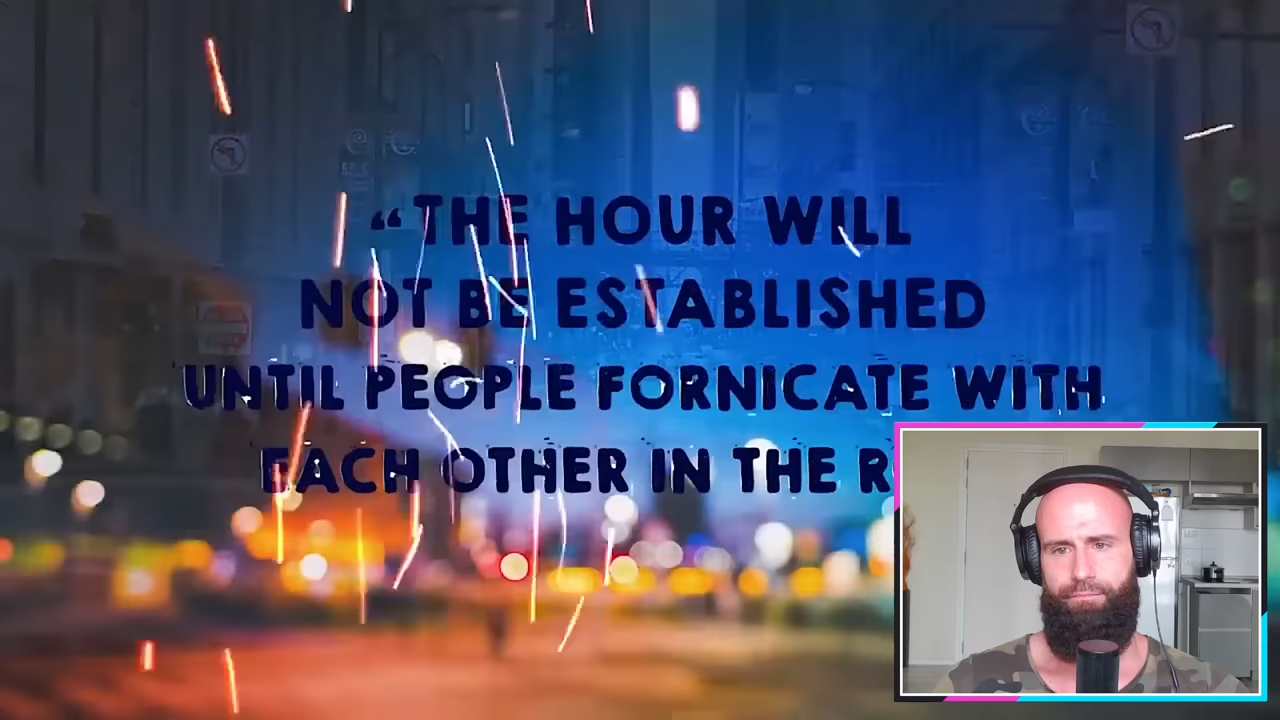 “THE HOUR WILL
NOT BE ESTABLISHED
UNTIL PEOPLE FORNICATE WITH
EACH OTHER IN THE